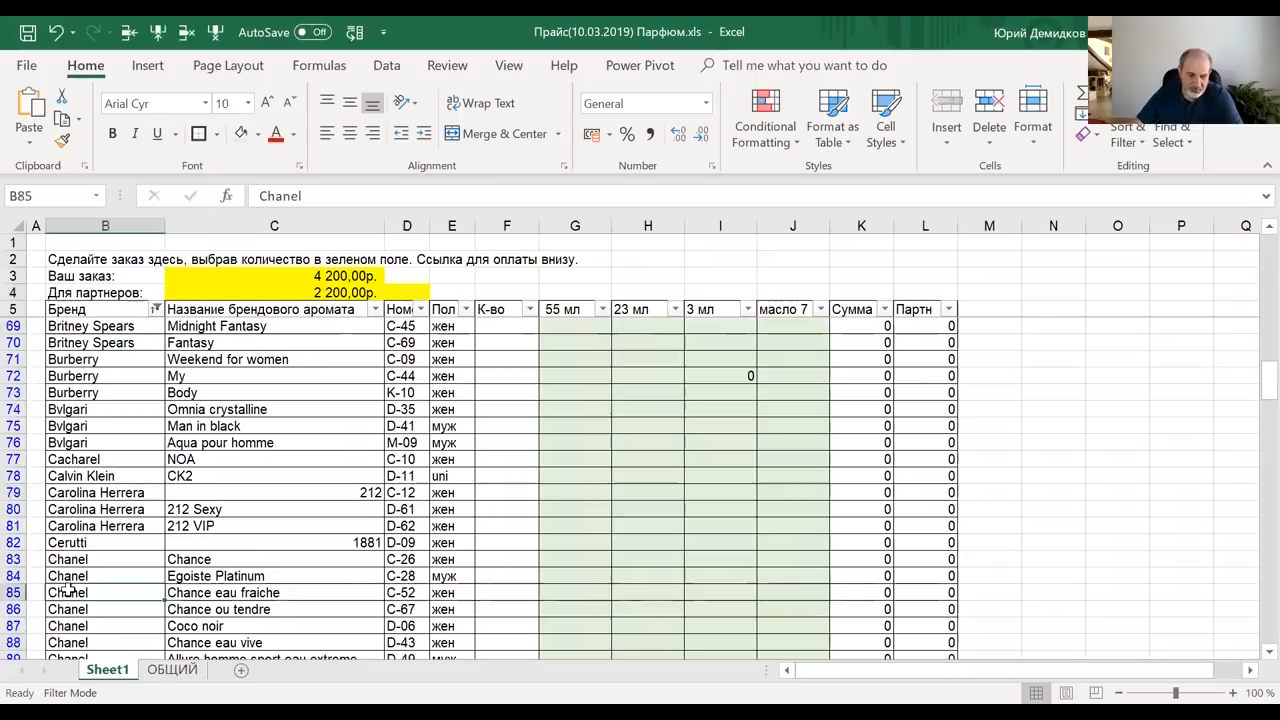 AutoSave Off Прайс(10.03.2019) Парфюм.xls - Excel Юрий Демидков
File Home Insert Page Layout Formulas Data Review View Help Power Pivot Tell me what you want to do
Paste Arial Cyr 10 Wrap Text General Conditional Formatting Format as Table Cell Styles Insert Delete Format Sort & Filter Find & Select
B I U Merge & Center
Clipboard Font Alignment Number Styles Cells Editing
B85 fx Chanel
A B C D E F G H I J K L M N O P Q
1
2 Сделайте заказ здесь, выбрав количество в зеленом поле. Ссылка для оплаты внизу.
3 Ваш заказ: 4 200,00р.
4 Для партнеров: 2 200,00р.
5 Бренд Название брендового аромата Ном Пол К-во 55 мл 23 мл 3 мл масло 7 Сумма Партн
69 Britney Spears Midnight Fantasy C-45 жен 0 0
70 Britney Spears Fantasy C-69 жен 0 0
71 Burberry Weekend for women C-09 жен 0 0
72 Burberry My C-44 жен 0 0 0
73 Burberry Body K-10 жен 0 0
74 Bvlgari Omnia crystalline D-35 жен 0 0
75 Bvlgari Man in black D-41 муж 0 0
76 Bvlgari Aqua pour homme M-09 муж 0 0
77 Cacharel NOA C-10 жен 0 0
78 Calvin Klein CK2 D-11 uni 0 0
79 Carolina Herrera 212 C-12 жен 0 0
80 Carolina Herrera 212 Sexy D-61 жен 0 0
81 Carolina Herrera 212 VIP D-62 жен 0 0
82 Cerutti 1881 D-09 жен 0 0
83 Chanel Chance C-26 жен 0 0
84 Chanel Egoiste Platinum C-28 муж 0 0
85 Chanel Chance eau fraiche C-52 жен 0 0
86 Chanel Chance ou tendre C-67 жен 0 0
87 Chanel Coco noir D-06 жен 0 0
88 Chanel Chance eau vive D-43 жен 0 0
89 Chanel Allure homme sport eau extreme D-49 муж 0 0
Sheet1 ОБЩИЙ
Ready Filter Mode 100 %